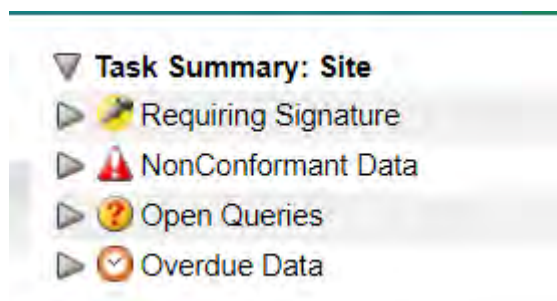 Task Summary: Site
Requiring Signature
NonConformant Data
Open Queries
Overdue Data